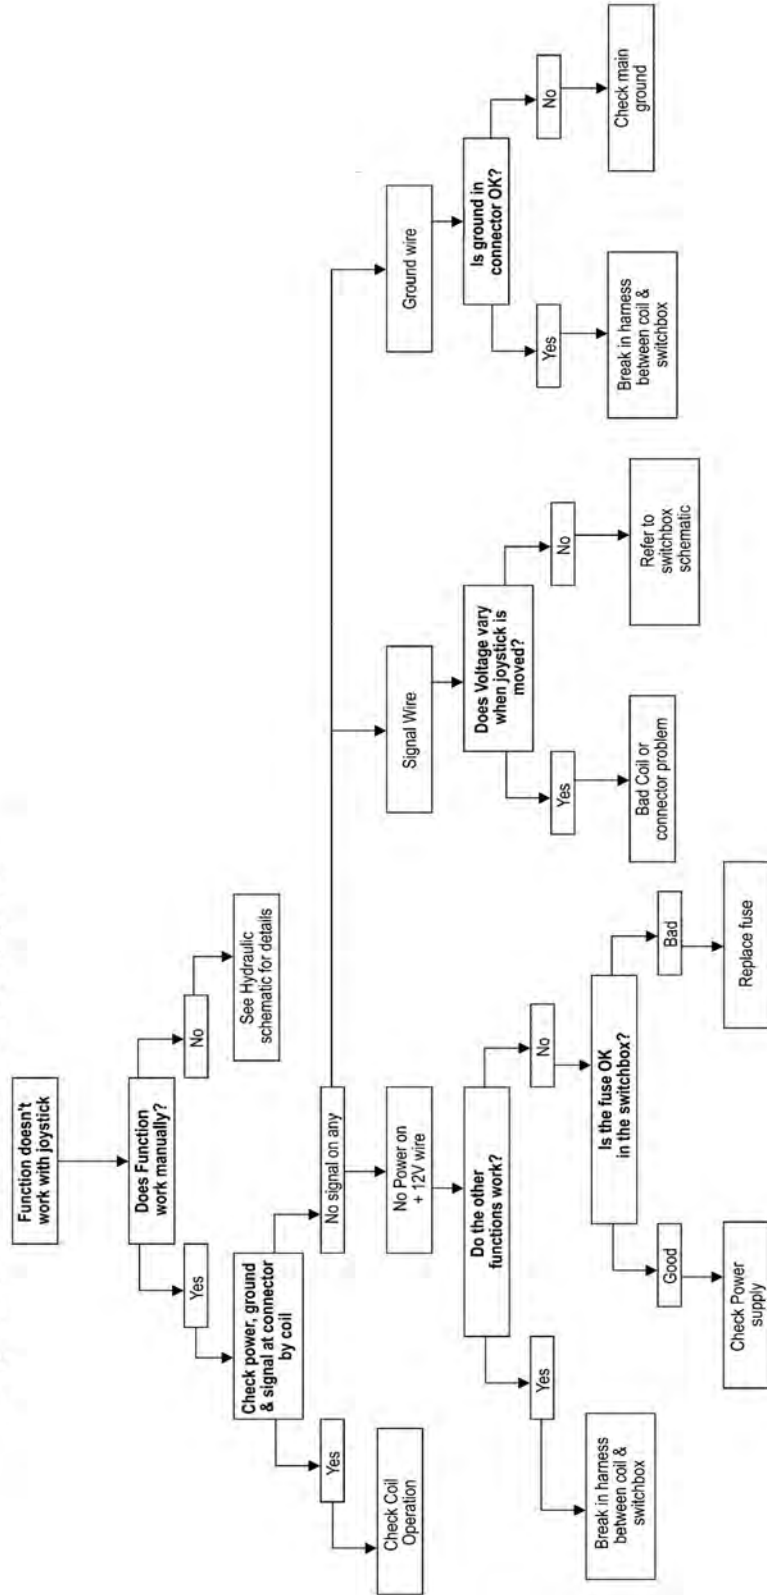 Function doesn't
work with joystick
Does Function
work manually?
Yes
No
See Hydraulic
schematic for details
Check power, ground
& signal at connector
by coil
Yes
Check Coil
Operation
No signal on any
No Power on
+ 12V wire
Signal Wire
Ground wire
Do the other
functions work?
Does Voltage vary
when joystick is
moved?
Is ground in
connector OK?
Yes
No
Yes
No
Yes
No
Break in harness
between coil &
switchbox
Is the fuse OK
in the switchbox?
Bad Coil or
connector problem
Refer to
switchbox
schematic
Break in harness
between coil &
switchbox
Check main
ground
Good
Bad
Check Power
supply
Replace fuse